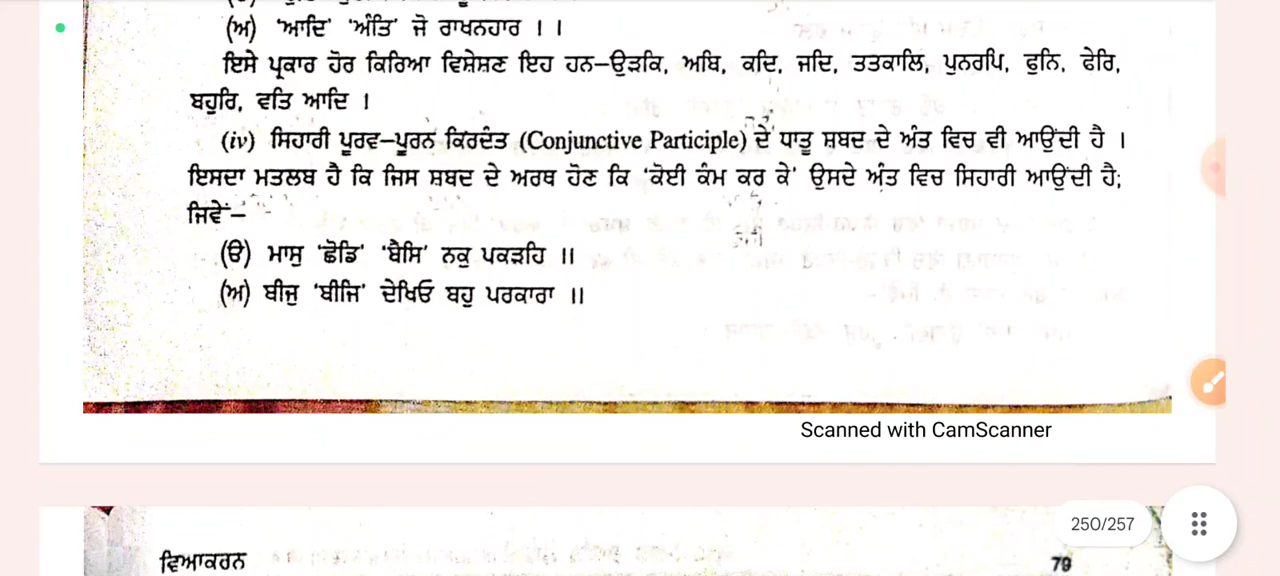 (ਅ) 'ਆਦਿ' 'ਅੰਤਿ' ਜੋ ਰਾਖਨਹਾਰ ।।
ਇਸੇ ਪ੍ਰਕਾਰ ਹੋਰ ਕਿਰਿਆ ਵਿਸ਼ੇਸ਼ਣ ਇਹ ਹਨ–ਉੜਕਿ, ਅਬਿ, ਕਦਿ, ਜਦਿ, ਤਤਕਾਲਿ, ਪੁਨਰਪਿ, ਫੁਨਿ, ਫੇਰਿ,
ਬਹੁਰਿ, ਵਤਿ ਆਦਿ ।
(iv) ਸਿਹਾਰੀ ਪੂਰਵ–ਪੂਰਨ ਕਿਰਦੰਤ (Conjunctive Participle) ਦੇ ਧਾਤੂ ਸ਼ਬਦ ਦੇ ਅੰਤ ਵਿਚ ਵੀ ਆਉਂਦੀ ਹੈ ।
ਇਸਦਾ ਮਤਲਬ ਹੈ ਕਿ ਜਿਸ ਸ਼ਬਦ ਦੇ ਅਰਥ ਹੋਣ ਕਿ 'ਕੋਈ ਕੰਮ ਕਰ ਕੇ' ਉਸਦੇ ਅੰਤ ਵਿਚ ਸਿਹਾਰੀ ਆਉਂਦੀ ਹੈ;
ਜਿਵੇਂ–
(ੳ) ਮਾਸੁ 'ਛੋਡਿ' 'ਬੈਸਿ' ਨਕੁ ਪਕੜਹਿ ॥
(ਅ) ਬੀਜੁ 'ਬੀਜਿ' ਦੇਖਿਓ ਬਹੁ ਪਰਕਾਰਾ ॥
Scanned with CamScanner
250/257
ਵਿਆਕਰਨ